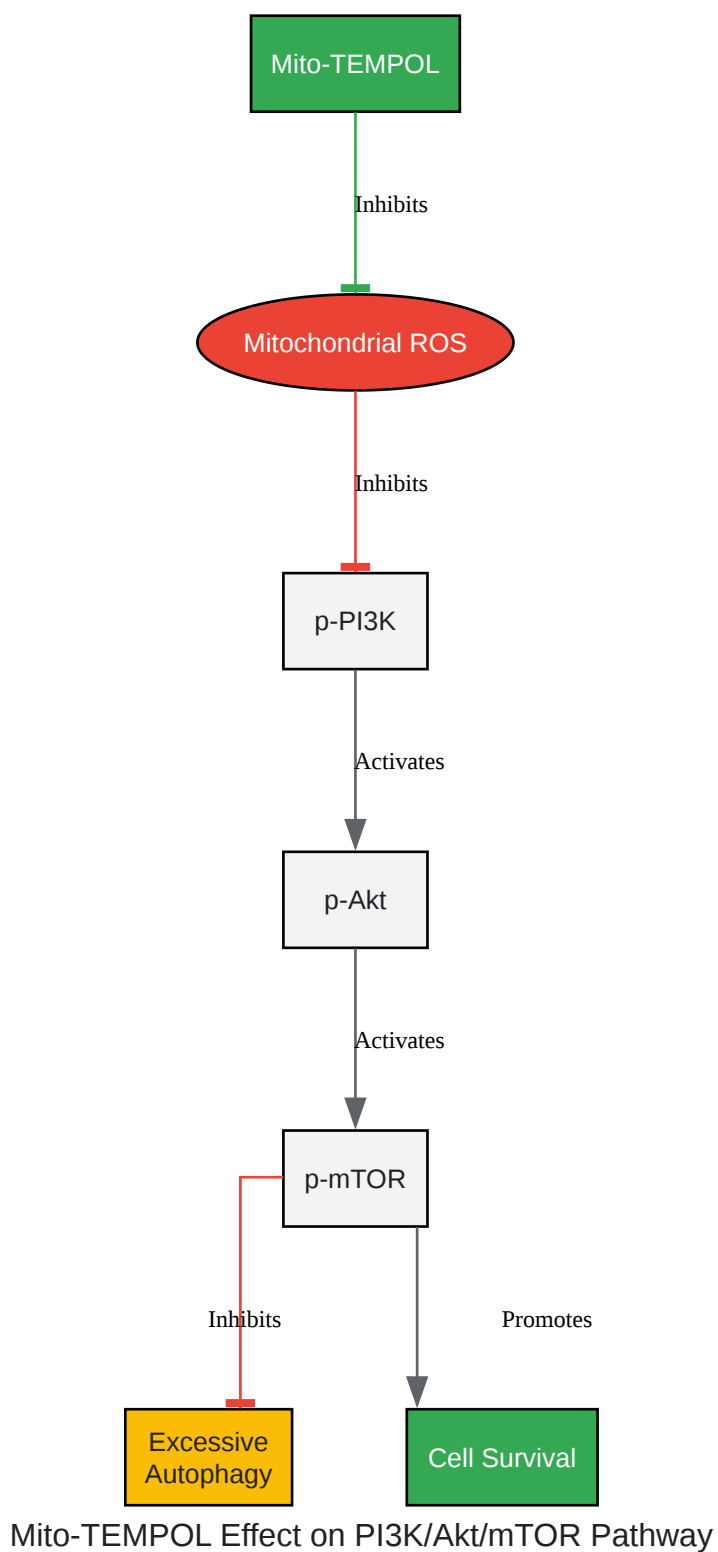 Mito-TEMPOL
Inhibits
Mitochondrial ROS
Inhibits
p-PI3K
Activates
p-Akt
Activates
p-mTOR
Inhibits
Promotes
Excessive
Autophagy
Cell Survival
Mito-TEMPOL Effect on PI3K/Akt/mTOR Pathway